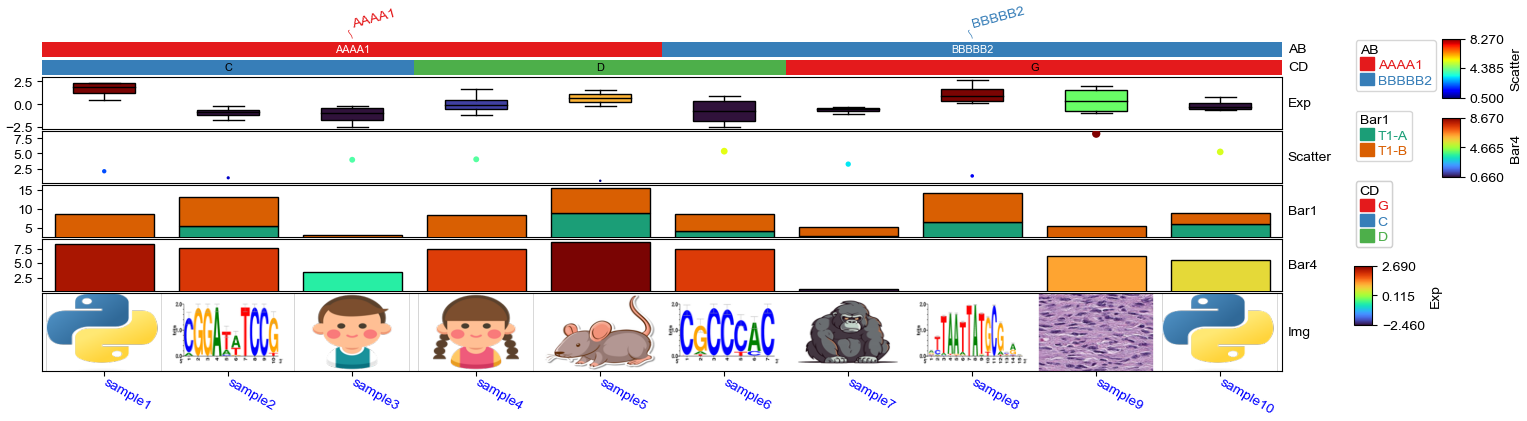 AAAA1
BBBBB2
AAAA1 BBBBB2 AB
C D G CD
2.5
0.0
−2.5
Exp
7.5
5.0
2.5
Scatter
15
10
5
Bar1
7.5
5.0
2.5
Bar4
Img
sample1
sample2
sample3
sample4
sample5
sample6
sample7
sample8
sample9
sample10
AB
AAAA1
BBBBB2
Bar1
T1-A
T1-B
CD
G
C
D
8.270
4.385
0.500
Scatter
8.670
4.665
0.660
Bar4
2.690
0.115
−2.460
Exp